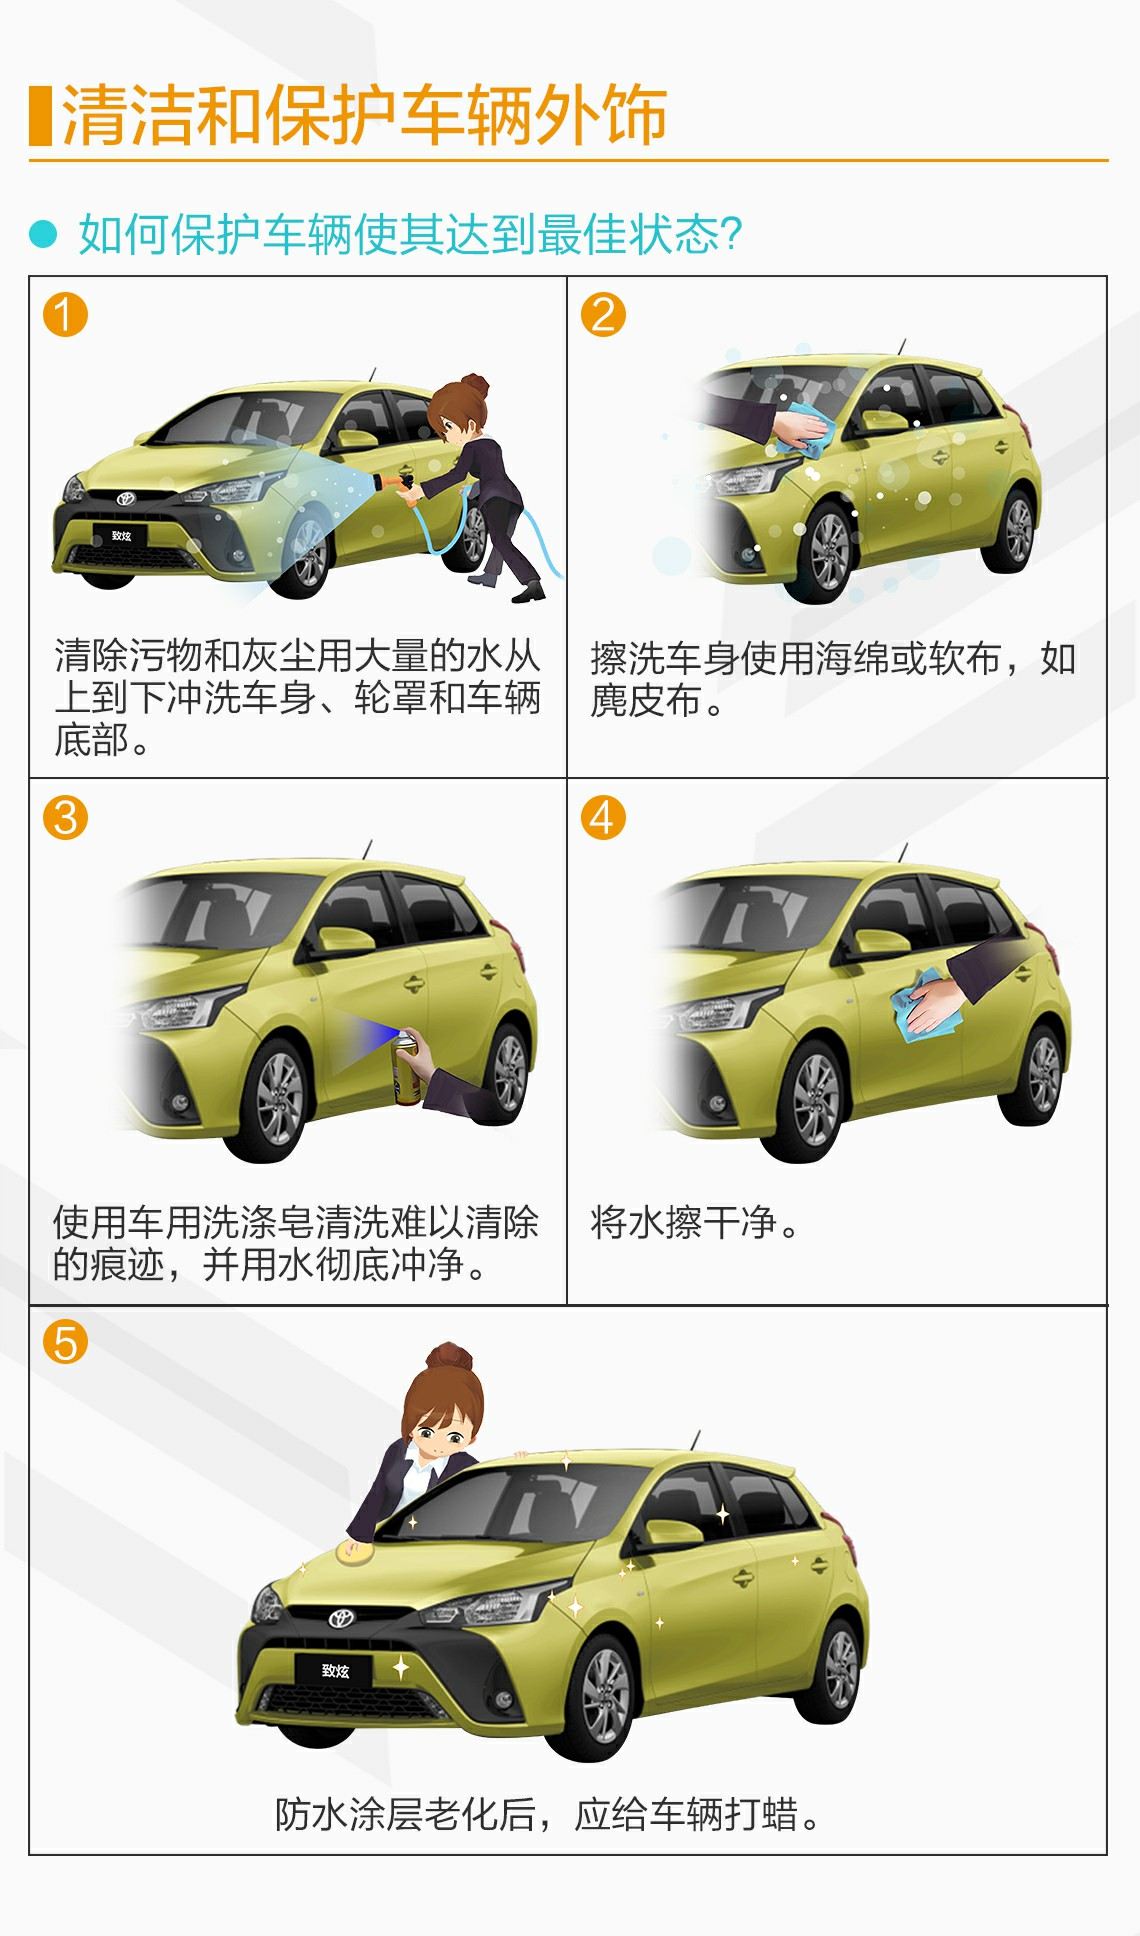 清洁和保护车辆外饰
如何保护车辆使其达到最佳状态?
1
致炫
清除污物和灰尘用大量的水从
上到下冲洗车身、轮罩和车辆
底部。
2
擦洗车身使用海绵或软布，如
麂皮布。
3
使用车用洗涤皂清洗难以清除
的痕迹，并用水彻底冲净。
4
将水擦干净。
5
致炫
防水涂层老化后，应给车辆打蜡。